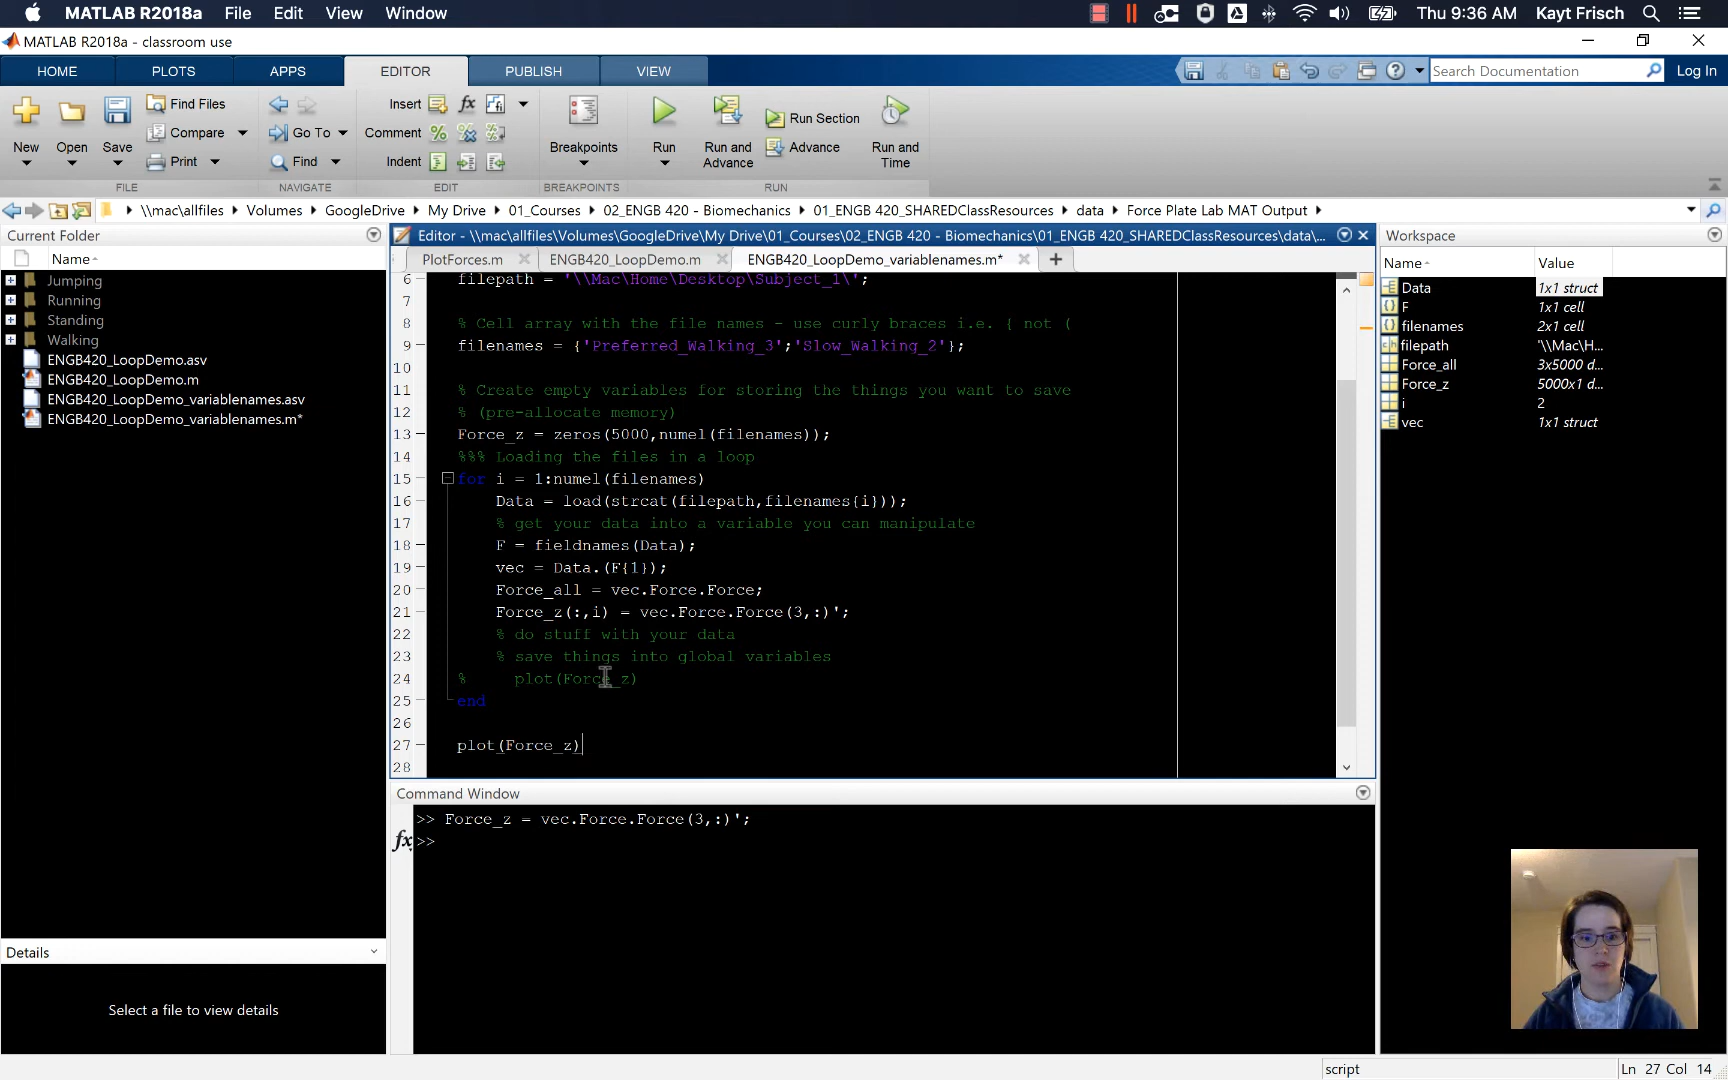 MATLAB R2018a File Edit View Window Thu 9:36 AM Kayt Frisch
MATLAB R2018a - classroom use
HOME PLOTS APPS EDITOR PUBLISH VIEW Search Documentation Log In
New Open Save
Find Files
Compare
Print
Go To
Find
Insert
Comment
Indent
fx
Breakpoints
Run
Run and Advance
Run Section
Advance
Run and Time
FILE NAVIGATE EDIT BREAKPOINTS RUN
\\mac\allfiles Volumes GoogleDrive My Drive 01_Courses 02_ENGB 420 - Biomechanics 01_ENGB 420_SHAREDClassResources data Force Plate Lab MAT Output
Current Folder
Name
Jumping
Running
Standing
Walking
ENGB420_LoopDemo.asv
ENGB420_LoopDemo.m
ENGB420_LoopDemo_variablenames.asv
ENGB420_LoopDemo_variablenames.m*
Details
Select a file to view details
Editor - \\mac\allfiles\Volumes\GoogleDrive\My Drive\01_Courses\02_ENGB 420 - Biomechanics\01_ENGB 420_SHAREDClassResources\data\...
PlotForces.m ENGB420_LoopDemo.m ENGB420_LoopDemo_variablenames.m*
6 filepath = '\\Mac\Home\Desktop\Subject_1\';
7
8 % Cell array with the file names - use curly braces i.e. { not (
9 filenames = {'Preferred_Walking_3';'Slow_Walking_2'};
10
11 % Create empty variables for storing the things you want to save
12 % (pre-allocate memory)
13 Force_z = zeros(5000,numel(filenames));
14 %%% Loading the files in a loop
15 for i = 1:numel(filenames)
16 Data = load(strcat(filepath,filenames{i}));
17 % get your data into a variable you can manipulate
18 F = fieldnames(Data);
19 vec = Data.(F{1});
20 Force_all = vec.Force.Force;
21 Force_z(:,i) = vec.Force.Force(3,:)';
22 % do stuff with your data
23 % save things into global variables
24 % plot(Force_z)
25 end
26
27 plot(Force_z)
28
Command Window
>> Force_z = vec.Force.Force(3,:)';
fx >>
Workspace
Name Value
Data 1x1 struct
F 1x1 cell
filenames 2x1 cell
filepath '\\Mac\H...
Force_all 3x5000 d...
Force_z 5000x1 d...
i 2
vec 1x1 struct
script Ln 27 Col 14